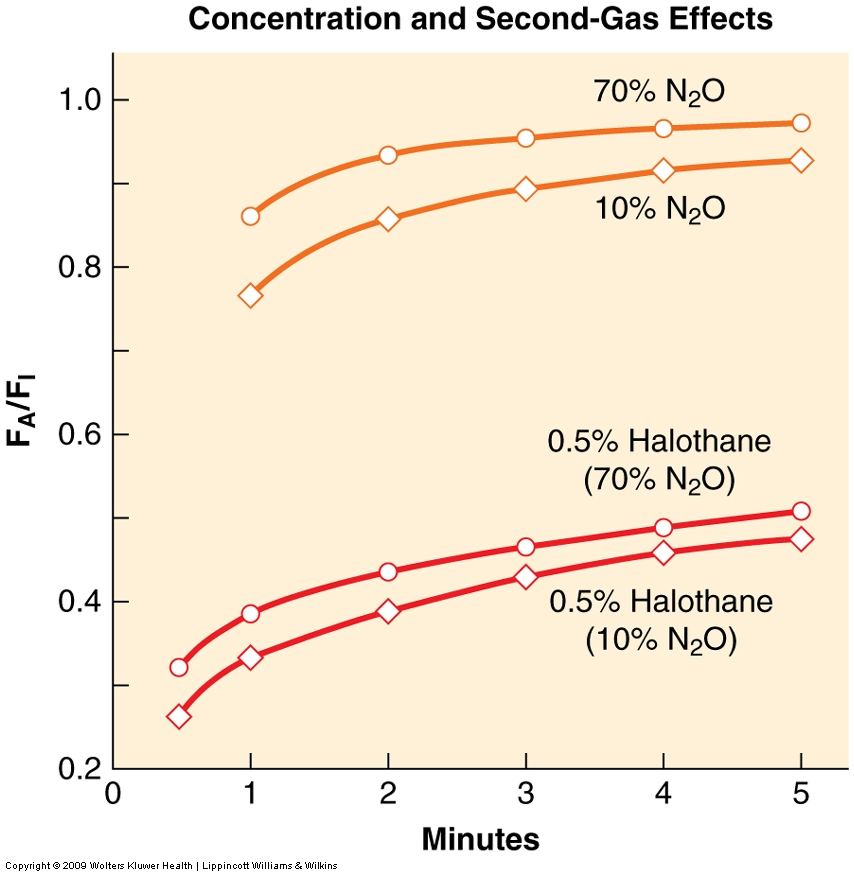 Concentration and Second-Gas Effects
1.0
0.8
0.6
0.4
0.2
F_A/F_I
70% N₂O
10% N₂O
0.5% Halothane
(70% N₂O)
0.5% Halothane
(10% N₂O)
0 1 2 3 4 5
Minutes
Copyright © 2009 Wolters Kluwer Health | Lippincott Williams & Wilkins